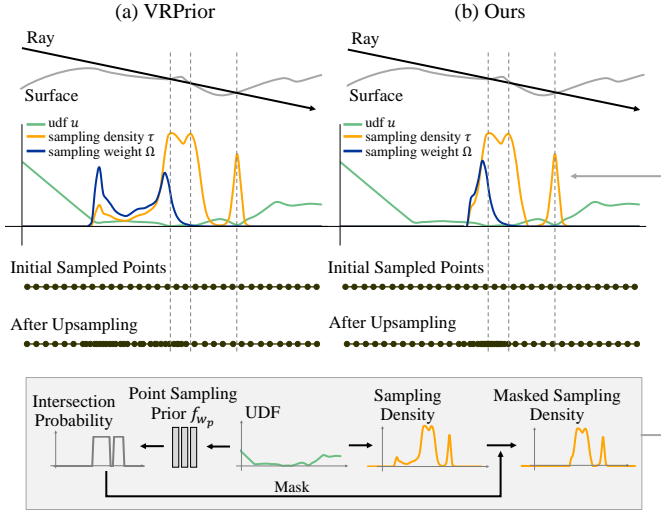 (a) VRPrior
(b) Ours
Ray
Ray
Surface
Surface
udf u
sampling density τ
sampling weight Ω
udf u
sampling density τ
sampling weight Ω
Initial Sampled Points
Initial Sampled Points
After Upsampling
After Upsampling
Intersection
Probability
Point Sampling
Prior f_{w_p}
UDF
Sampling
Density
Masked Sampling
Density
Mask